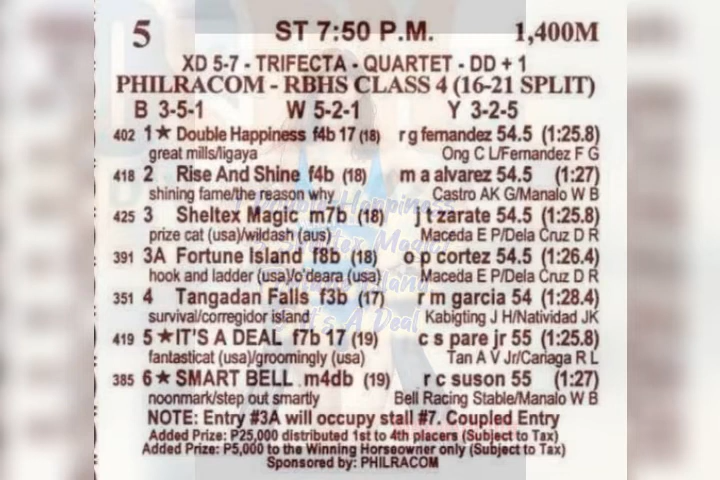 5 ST 7:50 P.M. 1,400M
XD 5-7 - TRIFECTA - QUARTET - DD + 1
PHILRACOM - RBHS CLASS 4 (16-21 SPLIT)
B 3-5-1 W 5-2-1 Y 3-2-5
402 1★ Double Happiness f4b 17 (18) r g fernandez 54.5 (1:25.8)
great mills/ligaya Ong C L/Fernandez F G
418 2 Rise And Shine f4b (18) m a alvarez 54.5 (1:27)
shining fame/the reason why Castro AK G/Manalo W B
425 3 Sheltex Magic m7b (18) j t zarate 54.5 (1:25.8)
prize cat (usa)/wildash (aus) Maceda E P/Dela Cruz D R
391 3A Fortune Island f8b (18) o p cortez 54.5 (1:26.4)
hook and ladder (usa)/o'deara (usa) Maceda E P/Dela Cruz D R
351 4 Tangadan Falls f3b (17) r m garcia 54 (1:28.4)
survival/corregidor island Kabigting J H/Natividad JK
419 5★IT'S A DEAL f7b 17 (19) c s pare jr 55 (1:25.8)
fantasticat (usa)/groomingly (usa) Tan A V Jr/Cariaga R L
385 6★SMART BELL m4db (19) r c suson 55 (1:27)
noonmark/step out smartly Bell Racing Stable/Manalo W B
NOTE: Entry #3A will occupy stall #7. Coupled Entry
Added Prize: P25,000 distributed 1st to 4th placers (Subject to Tax)
Added Prize: P5,000 to the Winning Horseowner only (Subject to Tax)
Sponsored by: PHILRACOM